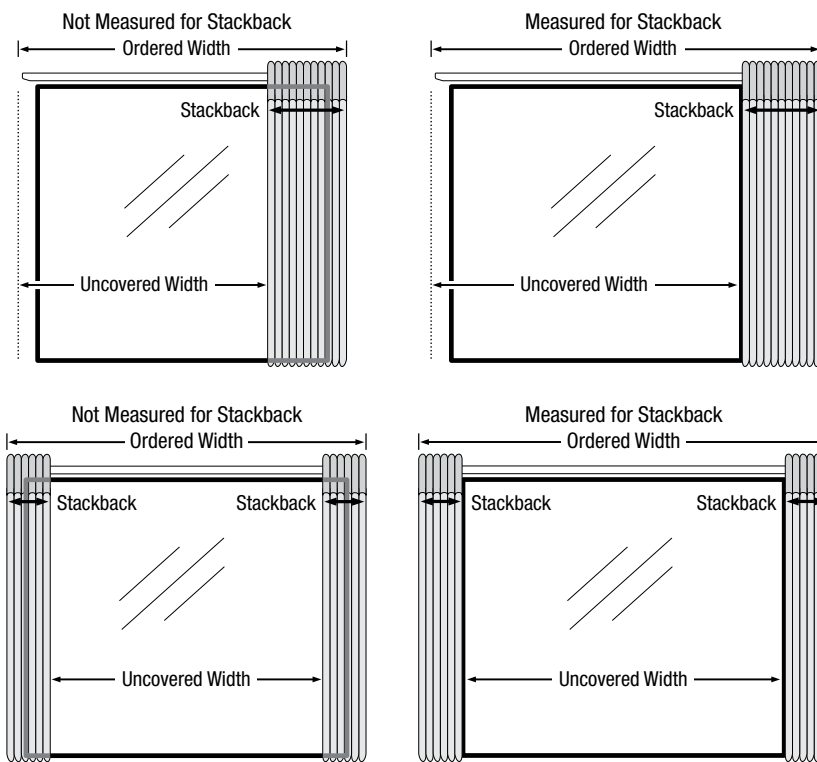 Not Measured for Stackback
Ordered Width
Stackback
Uncovered Width
Measured for Stackback
Ordered Width
Stackback
Uncovered Width
Not Measured for Stackback
Ordered Width
Stackback Stackback
Uncovered Width
Measured for Stackback
Ordered Width
Stackback Stackback
Uncovered Width